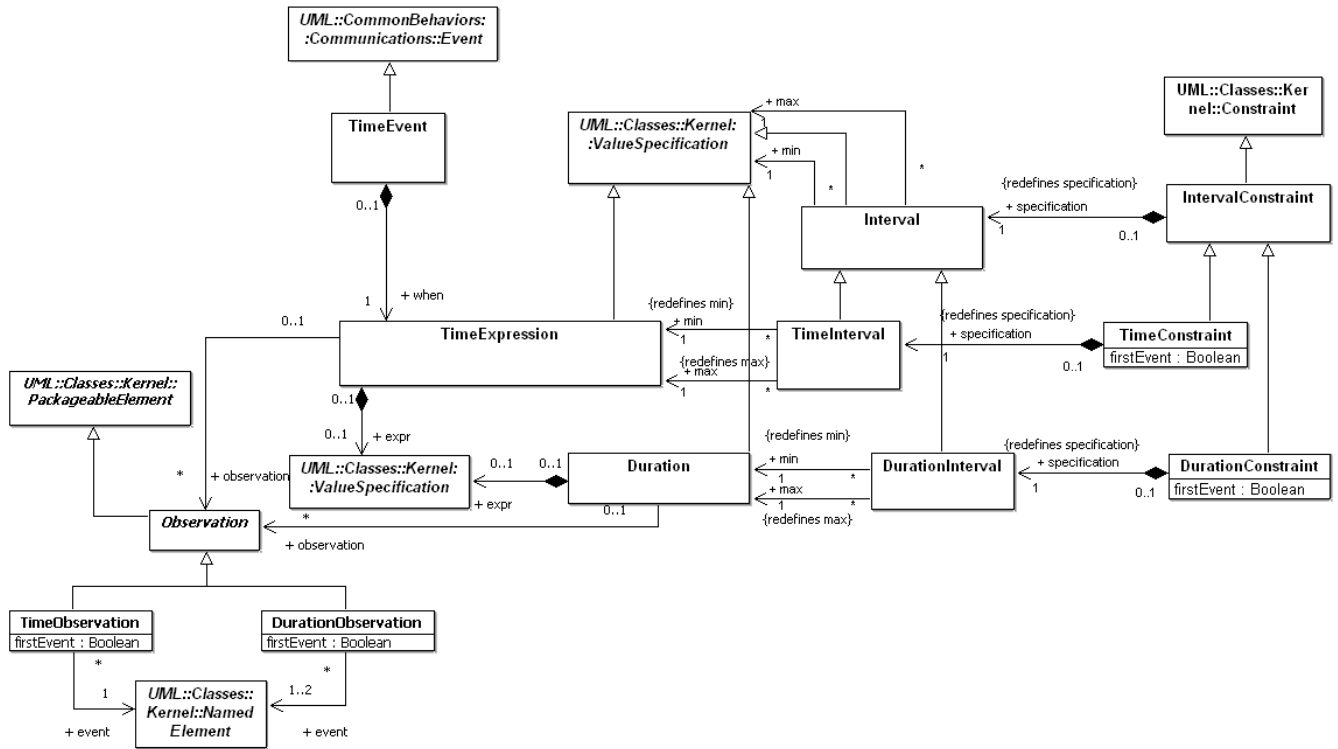 UML::CommonBehaviors:
:Communications::Event
TimeEvent
0..1
1
+ when
UML::Classes::Kernel:
:ValueSpecification
+ max
1
+ min
1
*
*
Interval
UML::Classes::Ker
nel::Constraint
{redefines specification}
+ specification
1
0..1
IntervalConstraint
0..1
TimeExpression
{redefines min}
+ min
1
*
{redefines max}
+ max
1
*
TimeInterval
{redefines specification}
+ specification
1
0..1
TimeConstraint
firstEvent : Boolean
UML::Classes::Kernel::
PackageableElement
0..1
0..1
+ expr
*
+ observation
UML::Classes::Kernel:
:ValueSpecification
0..1
0..1
+ expr
Duration
0..1
{redefines min}
+ min
1
*
+ max
1
*
{redefines max}
DurationInterval
{redefines specification}
+ specification
1
0..1
DurationConstraint
firstEvent : Boolean
Observation
*
+ observation
TimeObservation
firstEvent : Boolean
DurationObservation
firstEvent : Boolean
*
1
+ event
*
1..2
+ event
UML::Classes::
Kernel::Named
Element